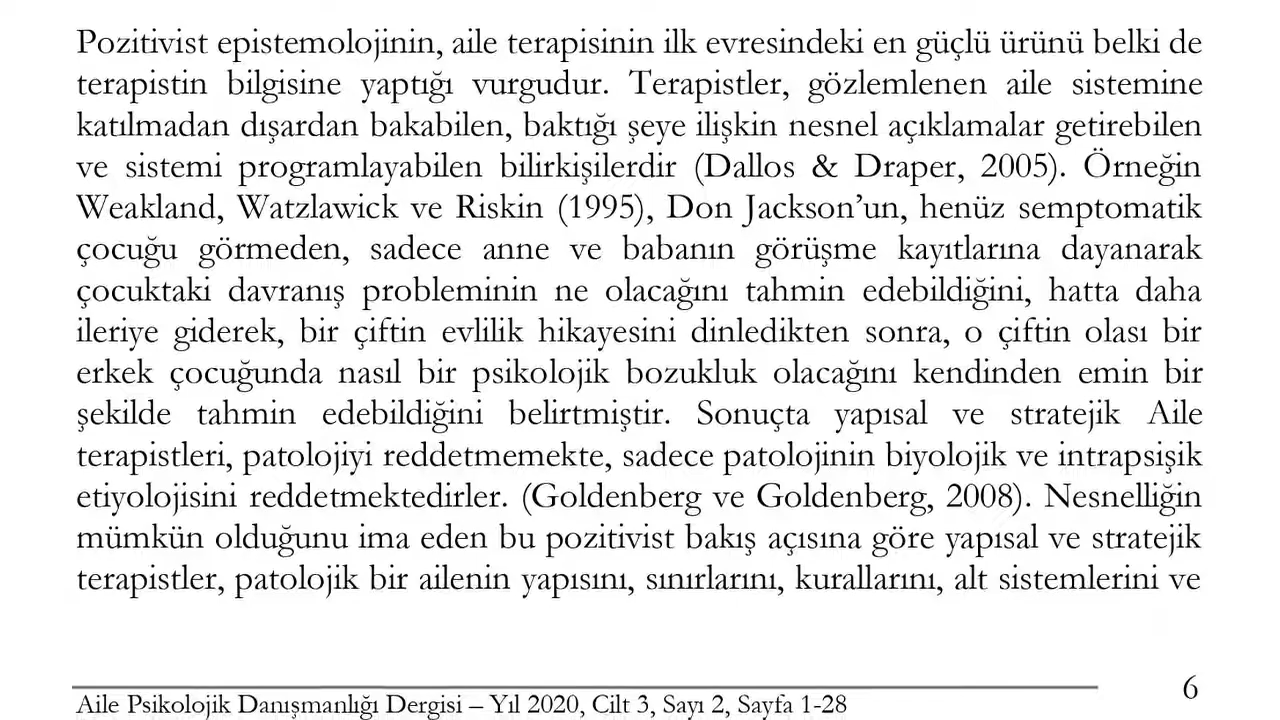 Pozitivist epistemolojinin, aile terapisinin ilk evresindeki en güçlü ürünü belki de
terapistin bilgisine yaptığı vurgudur. Terapistler, gözlemlenen aile sistemine
katılmadan dışardan bakabilen, baktığı şeye ilişkin nesnel açıklamalar getirebilen
ve sistemi programlayabilen bilirkişilerdir (Dallos & Draper, 2005). Örneğin
Weakland, Watzlawick ve Riskin (1995), Don Jackson’un, henüz semptomatik
çocuğu görmeden, sadece anne ve babanın görüşme kayıtlarına dayanarak
çocuktaki davranış probleminin ne olacağını tahmin edebildiğini, hatta daha
ileriye giderek, bir çiftin evlilik hikayesini dinledikten sonra, o çiftin olası bir
erkek çocuğunda nasıl bir psikolojik bozukluk olacağını kendinden emin bir
şekilde tahmin edebildiğini belirtmiştir. Sonuçta yapısal ve stratejik Aile
terapistleri, patolojiyi reddetmemekte, sadece patolojinin biyolojik ve intrapsişik
etiyolojisini reddetmektedirler. (Goldenberg ve Goldenberg, 2008). Nesnelliğin
mümkün olduğunu ima eden bu pozitivist bakış açısına göre yapısal ve stratejik
terapistler, patolojik bir ailenin yapısını, sınırlarını, kurallarını, alt sistemlerini ve
6
Aile Psikolojik Danışmanlığı Dergisi – Yıl 2020, Cilt 3, Sayı 2, Sayfa 1-28